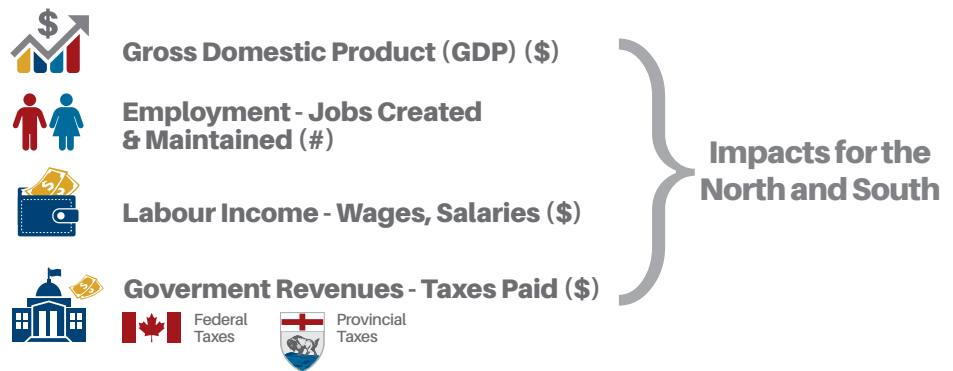 $
Gross Domestic Product (GDP) ($)
Employment - Jobs Created
& Maintained (#)
$
Labour Income - Wages, Salaries ($)
$
Goverment Revenues - Taxes Paid ($)
Federal
Taxes
Provincial
Taxes
Impacts for the
North and South